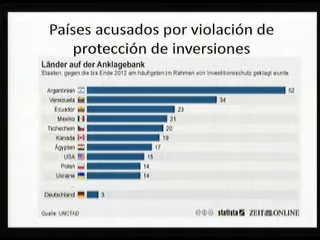 Países acusados por violación de
protección de inversiones
Länder auf der Anklagebank
Staaten, gegen die bis Ende 2012 am häufigsten im Rahmen von Investitionsschutz geklagt wurde
Argentinien 52
Venezuela 34
Ecuador 23
Mexiko 21
Tschechien 20
Kanada 19
Ägypten 17
USA 15
Polen 14
Ukraine 14
Deutschland 3
Quelle: UNCTAD
statista ZEIT ONLINE